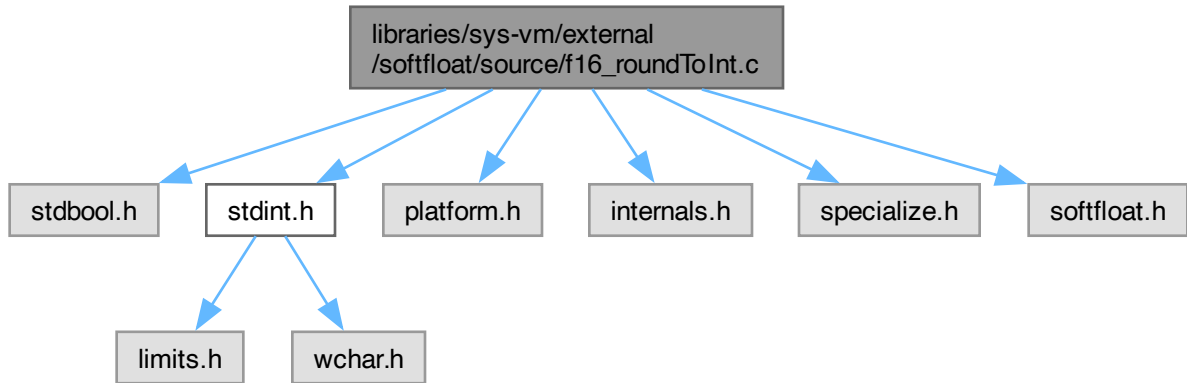 libraries/sys-vm/external
/softfloat/source/f16_roundToInt.c
stdbool.h
stdint.h
platform.h
internals.h
specialize.h
softfloat.h
limits.h
wchar.h